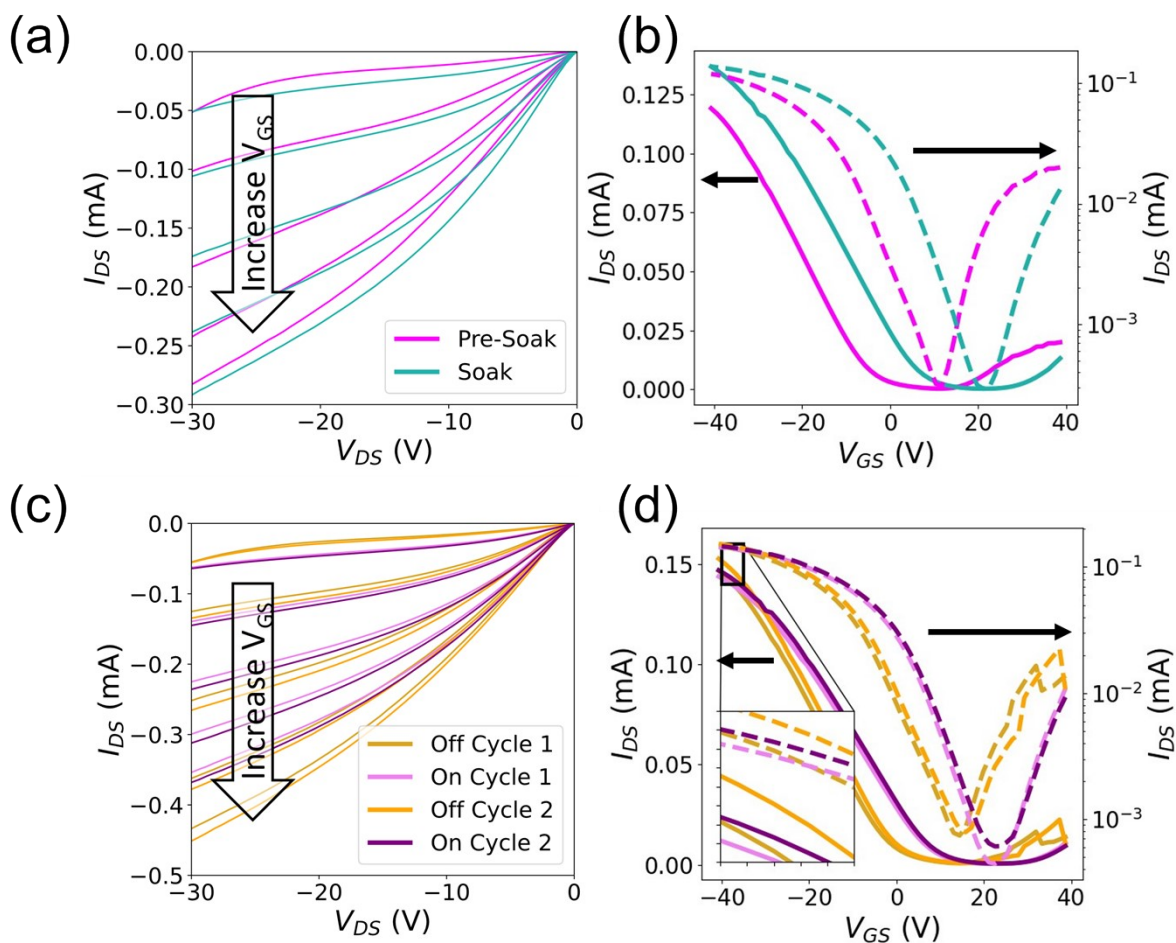 (a)
0.00
−0.05
−0.10
−0.15
−0.20
−0.25
−0.30
I_DS (mA)
Increase V_GS
Pre-Soak
Soak
−30
−20
−10
0
V_DS (V)
(b)
0.125
0.100
0.075
0.050
0.025
0.000
I_DS (mA)
10⁻¹
10⁻²
10⁻³
I_DS (mA)
−40
−20
0
20
40
V_GS (V)
(c)
0.0
−0.1
−0.2
−0.3
−0.4
−0.5
I_DS (mA)
Increase V_GS
Off Cycle 1
On Cycle 1
Off Cycle 2
On Cycle 2
−30
−20
−10
0
V_DS (V)
(d)
0.15
0.10
0.05
0.00
I_DS (mA)
10⁻¹
10⁻²
10⁻³
I_DS (mA)
−40
−20
0
20
40
V_GS (V)